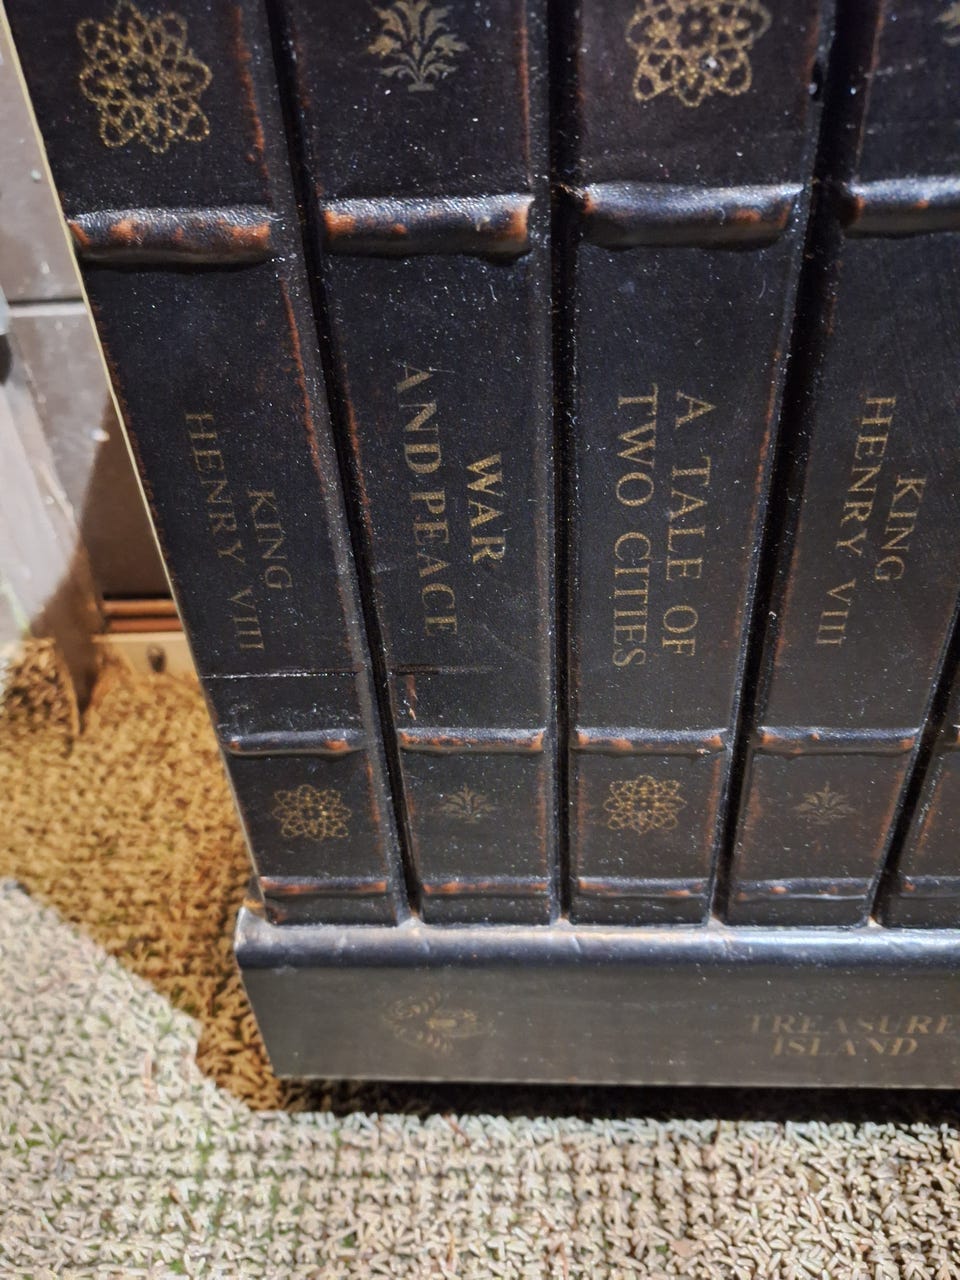 KING
HENRY VIII
WAR
AND PEACE
A TALE OF
TWO CITIES
KING
HENRY VIII
TREASURE
ISLAND